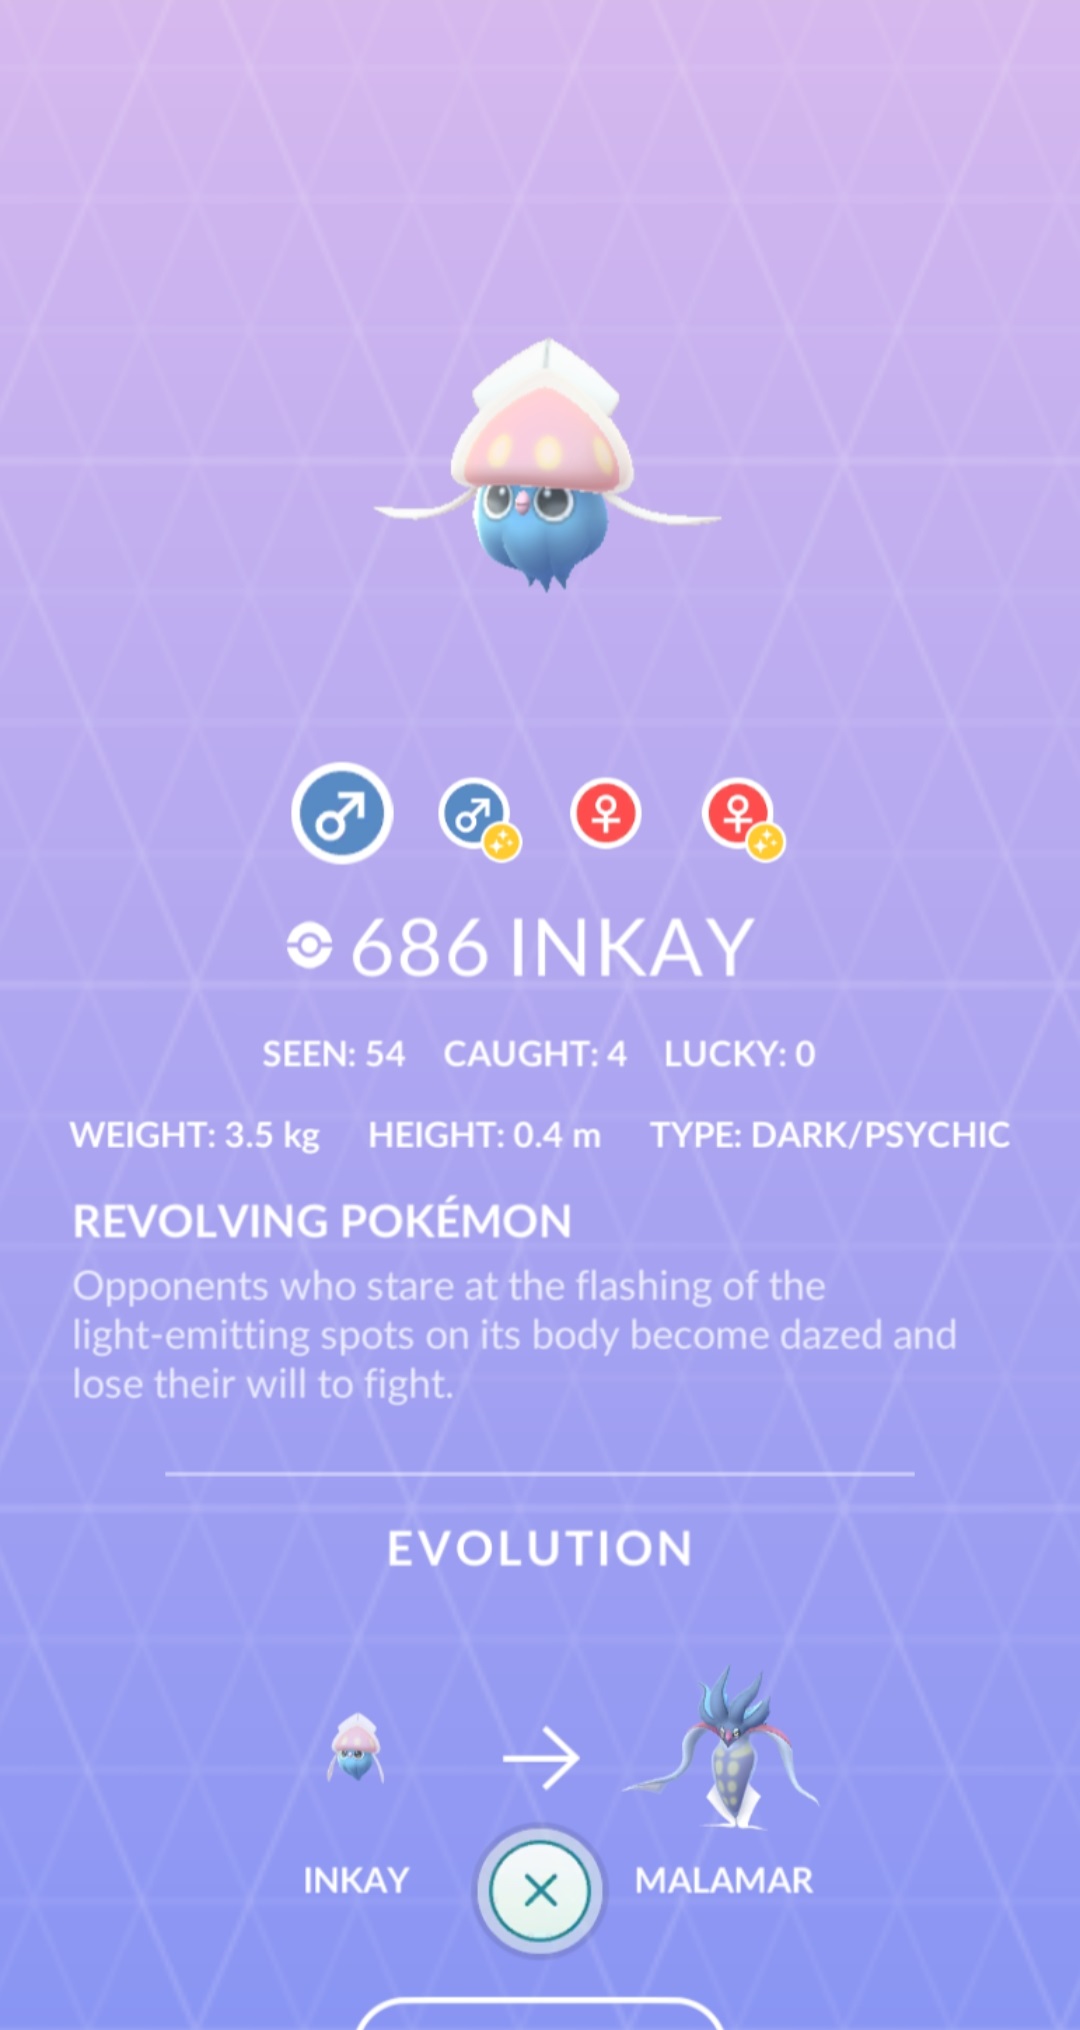 686 INKAY
SEEN: 54 CAUGHT: 4 LUCKY: 0
WEIGHT: 3.5 kg HEIGHT: 0.4 m TYPE: DARK/PSYCHIC
REVOLVING POKÉMON
Opponents who stare at the flashing of the
light-emitting spots on its body become dazed and
lose their will to fight.
EVOLUTION
INKAY MALAMAR